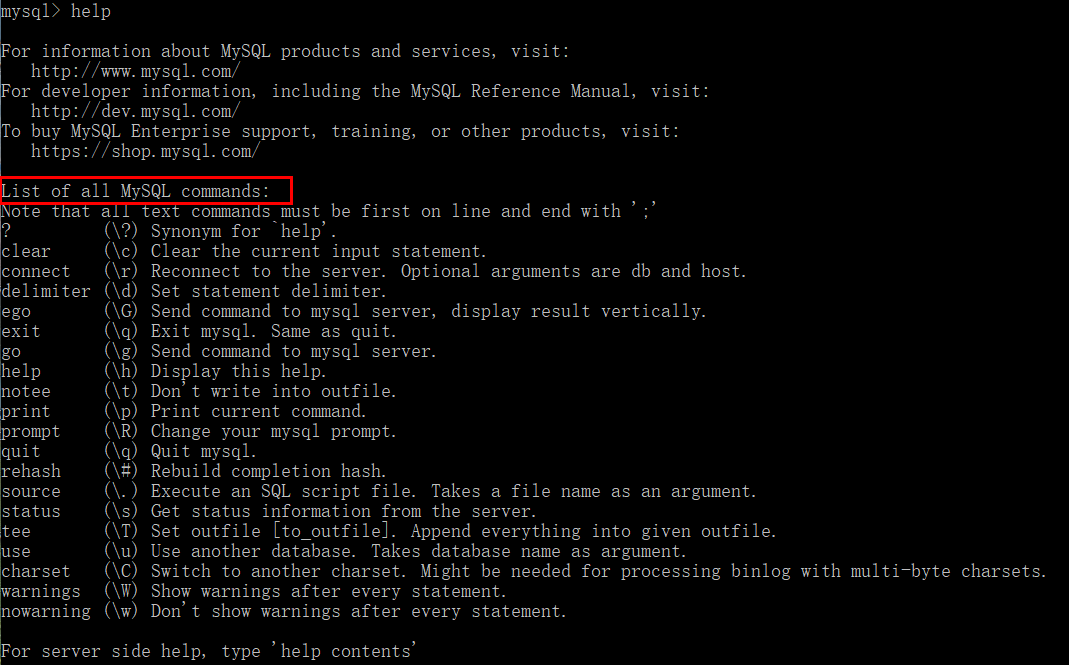 mysql> help
For information about MySQL products and services, visit:
   http://www.mysql.com/
For developer information, including the MySQL Reference Manual, visit:
   http://dev.mysql.com/
To buy MySQL Enterprise support, training, or other products, visit:
   https://shop.mysql.com/
List of all MySQL commands:
Note that all text commands must be first on line and end with ';'
?         (\?) Synonym for `help'.
clear     (\c) Clear the current input statement.
connect   (\r) Reconnect to the server. Optional arguments are db and host.
delimiter (\d) Set statement delimiter.
ego       (\G) Send command to mysql server, display result vertically.
exit      (\q) Exit mysql. Same as quit.
go        (\g) Send command to mysql server.
help      (\h) Display this help.
notee     (\t) Don't write into outfile.
print     (\p) Print current command.
prompt    (\R) Change your mysql prompt.
quit      (\q) Quit mysql.
rehash    (\#) Rebuild completion hash.
source    (\.) Execute an SQL script file. Takes a file name as an argument.
status    (\s) Get status information from the server.
tee       (\T) Set outfile [to_outfile]. Append everything into given outfile.
use       (\u) Use another database. Takes database name as argument.
charset   (\C) Switch to another charset. Might be needed for processing binlog with multi-byte charsets.
warnings  (\W) Show warnings after every statement.
nowarning (\w) Don't show warnings after every statement.
For server side help, type 'help contents'